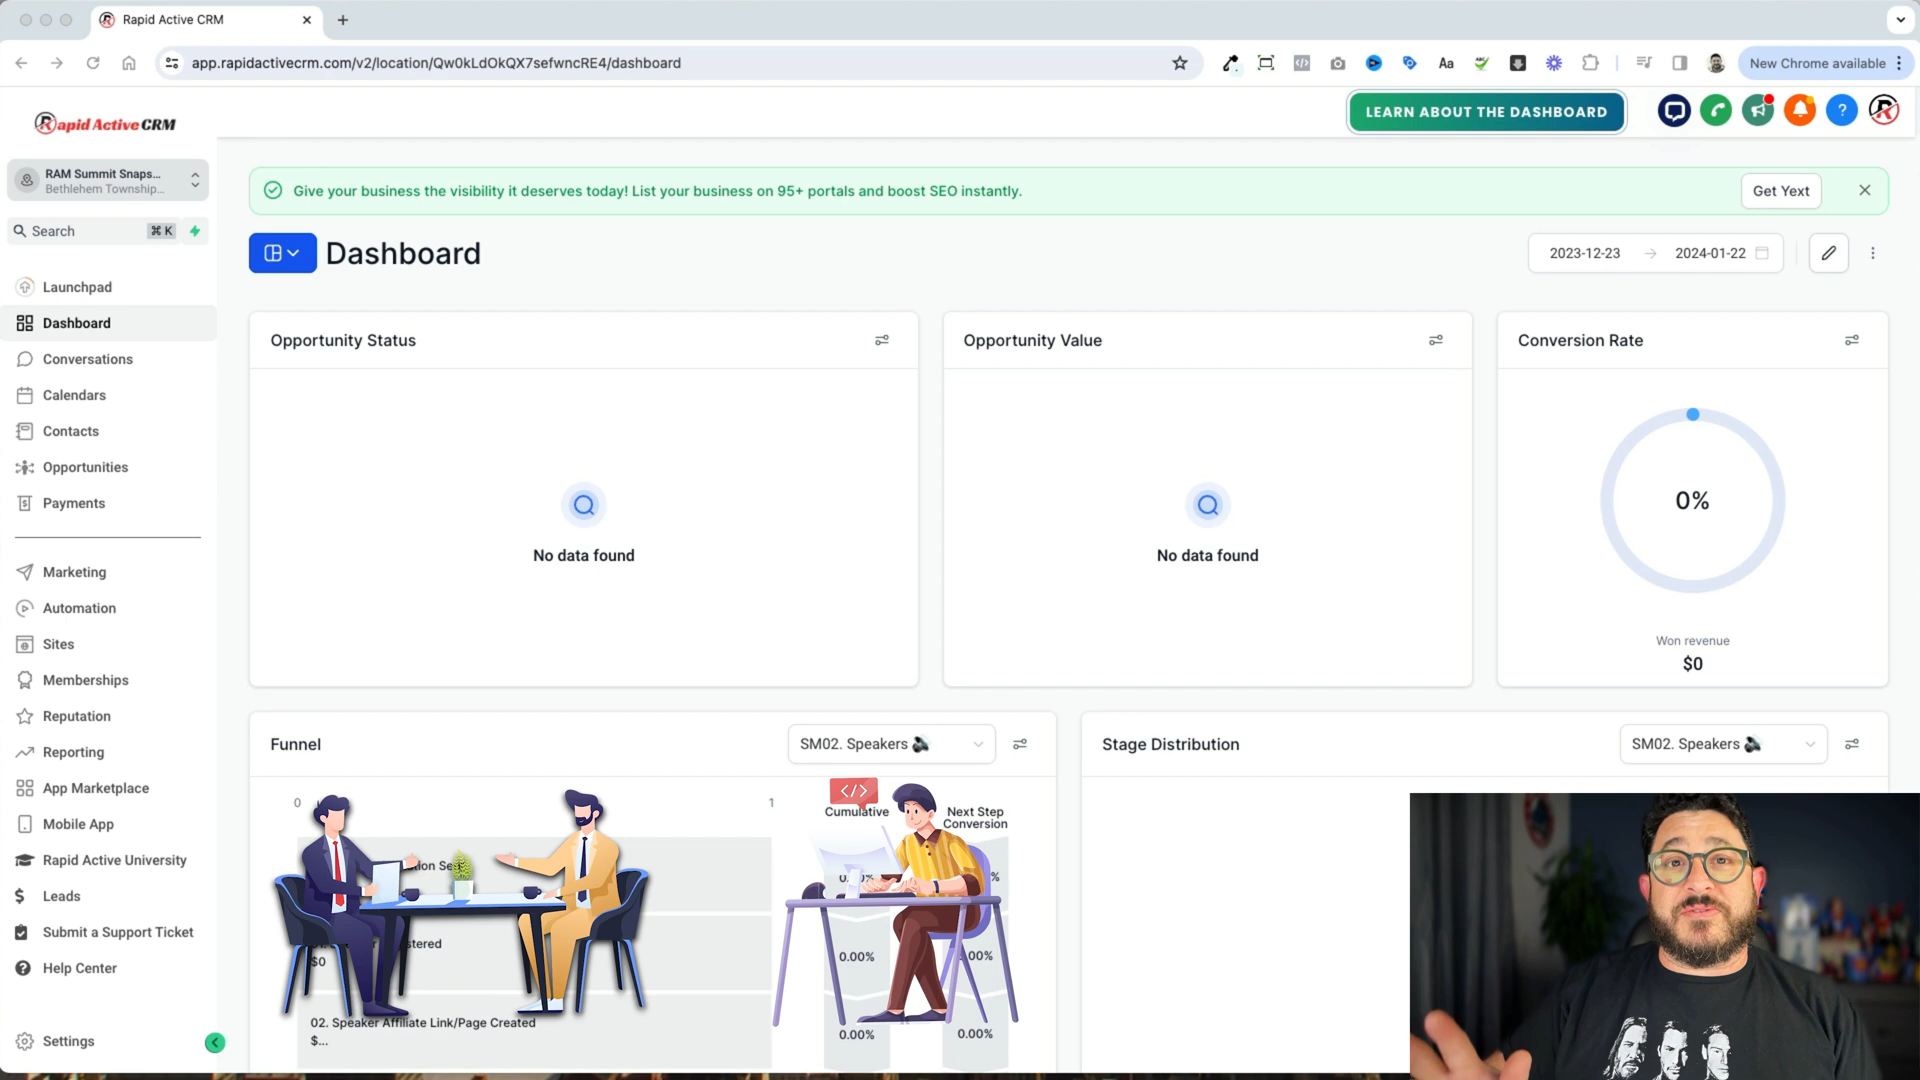 Rapid Active CRM
app.rapidactivecrm.com/v2/location/Qw0kLdOkQX7sefwncRE4/dashboard
Aa
New Chrome available
Rapid Active CRM
LEARN ABOUT THE DASHBOARD
RAM Summit Snaps...
Bethlehem Township...
Give your business the visibility it deserves today! List your business on 95+ portals and boost SEO instantly.
Get Yext
Search
⌘ K
Dashboard
2023-12-23 → 2024-01-22
Launchpad
Dashboard
Conversations
Calendars
Contacts
Opportunities
Payments
Marketing
Automation
Sites
Memberships
Reputation
Reporting
App Marketplace
Mobile App
Rapid Active University
Leads
Submit a Support Ticket
Help Center
Settings
Opportunity Status
No data found
Opportunity Value
No data found
Conversion Rate
0%
Won revenue
$0
Funnel
SM02. Speakers
0
1
Cumulative
Next Step
Conversion
</>
$0
0.00%
02. Speaker Affiliate Link/Page Created
$...
0.00%
0.00%
Stage Distribution
SM02. Speakers